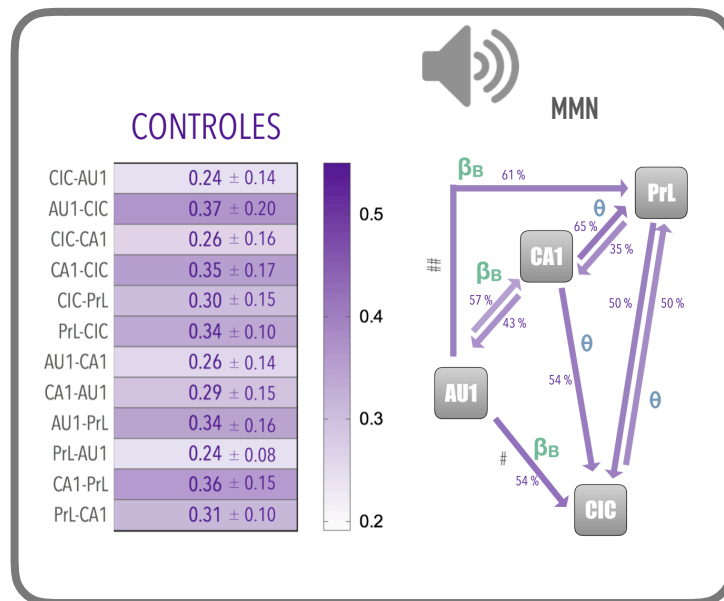 CONTROLES
CIC-AU1 0.24 ± 0.14
AU1-CIC 0.37 ± 0.20
CIC-CA1 0.26 ± 0.16
CA1-CIC 0.35 ± 0.17
CIC-PrL 0.30 ± 0.15
PrL-CIC 0.34 ± 0.10
AU1-CA1 0.26 ± 0.14
CA1-AU1 0.29 ± 0.15
AU1-PrL 0.34 ± 0.16
PrL-AU1 0.24 ± 0.08
CA1-PrL 0.36 ± 0.15
PrL-CA1 0.31 ± 0.10
0.5
0.4
0.3
0.2
MMN
βB
61 %
PrL
θ
65 %
35 %
CA1
##
βB
57 %
43 %
50 %
50 %
θ
54 %
AU1
θ
#
βB
54 %
CIC